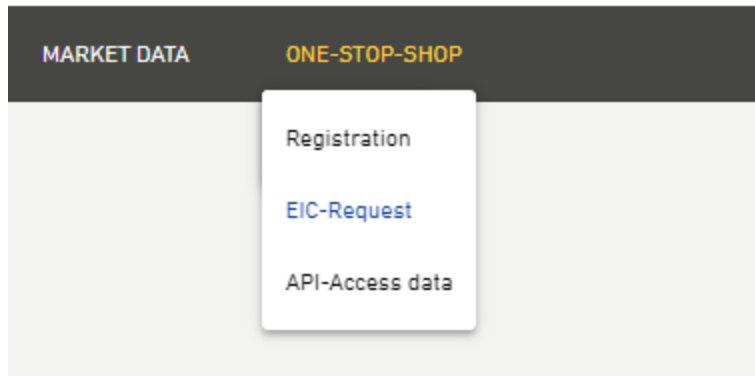 MARKET DATA ONE-STOP-SHOP
Registration
EIC-Request
API-Access data